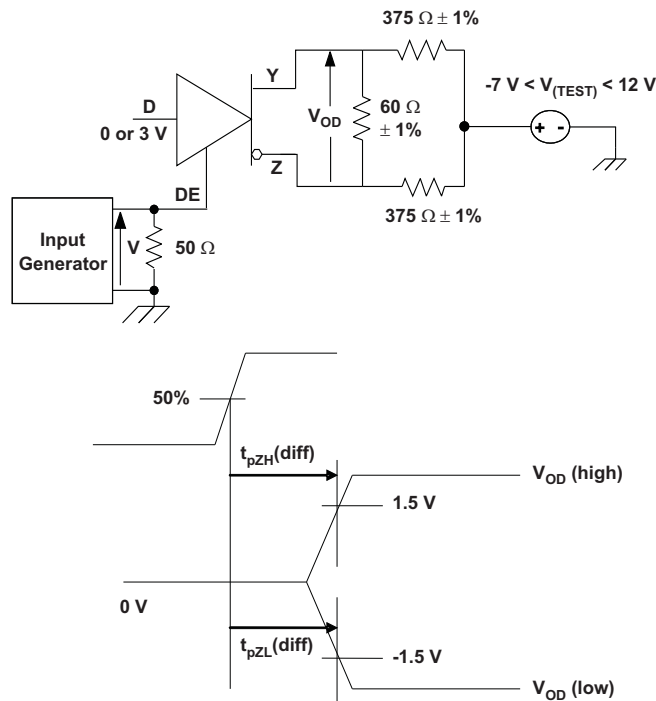 375 Ω ± 1%
Y
-7 V < V(TEST) < 12 V
D
0 or 3 V
VOD
60 Ω
± 1%
Z
DE
375 Ω ± 1%
Input
Generator
V
50 Ω
+ -
50%
tpZH(diff)
VOD (high)
1.5 V
0 V
tpZL(diff)
-1.5 V
VOD (low)